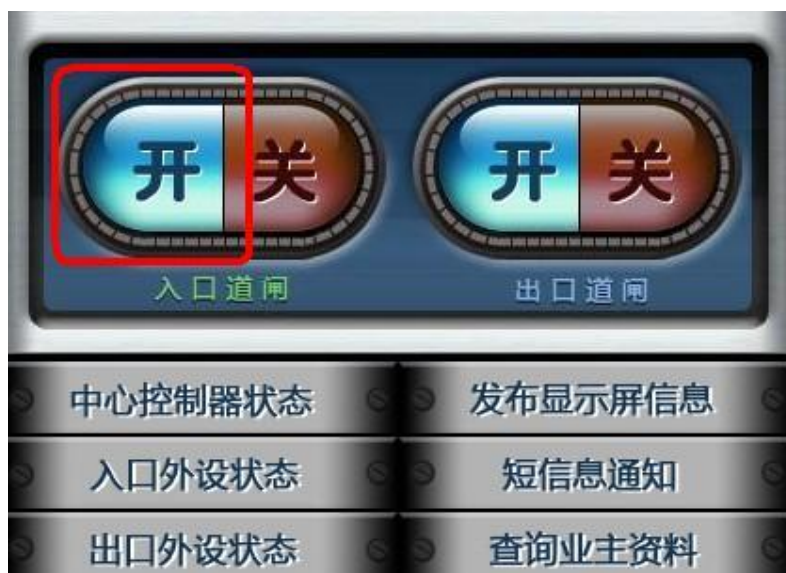 开 关 开 关
入口道闸 出口道闸
中心控制器状态 发布显示屏信息
入口外设状态 短信息通知
出口外设状态 查询业主资料